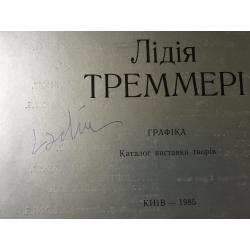 Лідія
ТРЕММЕРІ
ГРАФІКА
Каталог виставки творів
КИЇВ — 1985